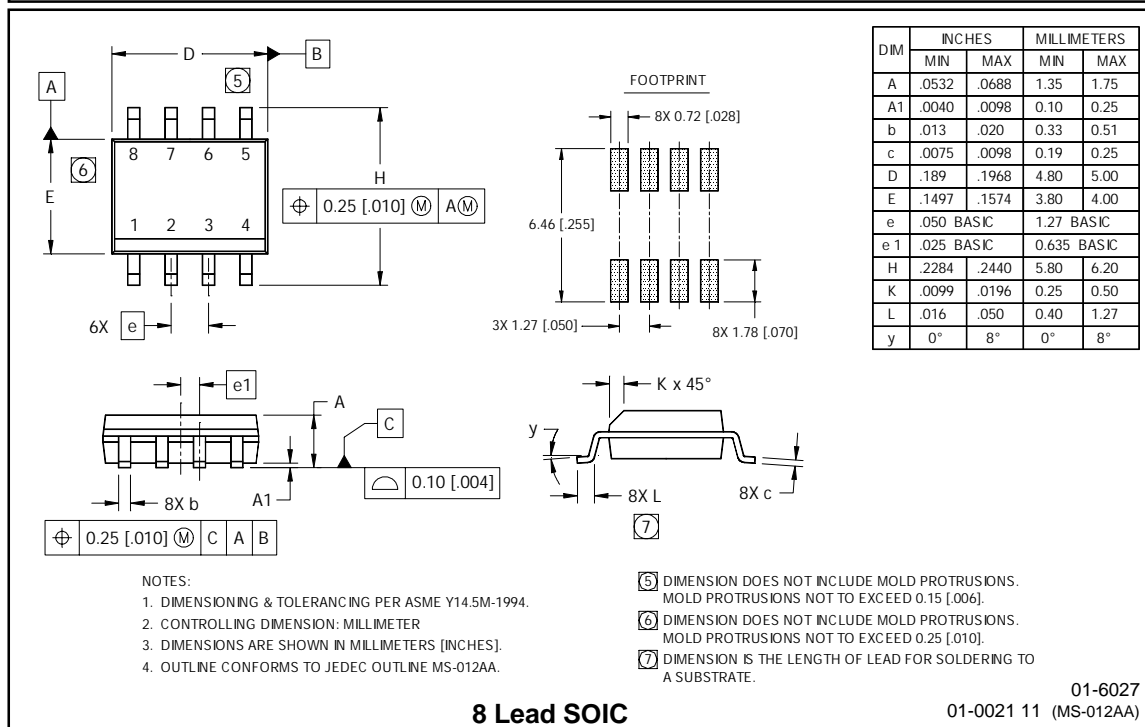 D
B
A
5
8 7 6 5
6
E
H
⌖ 0.25 [.010] Ⓜ A Ⓜ
1 2 3 4
6X e
FOOTPRINT
8X 0.72 [.028]
6.46 [.255]
3X 1.27 [.050]
8X 1.78 [.070]
DIM INCHES MILLIMETERS
MIN MAX MIN MAX
A .0532 .0688 1.35 1.75
A1 .0040 .0098 0.10 0.25
b .013 .020 0.33 0.51
c .0075 .0098 0.19 0.25
D .189 .1968 4.80 5.00
E .1497 .1574 3.80 4.00
e .050 BASIC 1.27 BASIC
e 1 .025 BASIC 0.635 BASIC
H .2284 .2440 5.80 6.20
K .0099 .0196 0.25 0.50
L .016 .050 0.40 1.27
y 0° 8° 0° 8°
e1
A
C
0.10 [.004]
8X b
A1
⌖ 0.25 [.010] Ⓜ C A B
K x 45°
y
8X L
8X c
7
NOTES:
1. DIMENSIONING & TOLERANCING PER ASME Y14.5M-1994.
2. CONTROLLING DIMENSION: MILLIMETER
3. DIMENSIONS ARE SHOWN IN MILLIMETERS [INCHES].
4. OUTLINE CONFORMS TO JEDEC OUTLINE MS-012AA.
5 DIMENSION DOES NOT INCLUDE MOLD PROTRUSIONS.
MOLD PROTRUSIONS NOT TO EXCEED 0.15 [.006].
6 DIMENSION DOES NOT INCLUDE MOLD PROTRUSIONS.
MOLD PROTRUSIONS NOT TO EXCEED 0.25 [.010].
7 DIMENSION IS THE LENGTH OF LEAD FOR SOLDERING TO
A SUBSTRATE.
8 Lead SOIC
01-6027
01-0021 11 (MS-012AA)